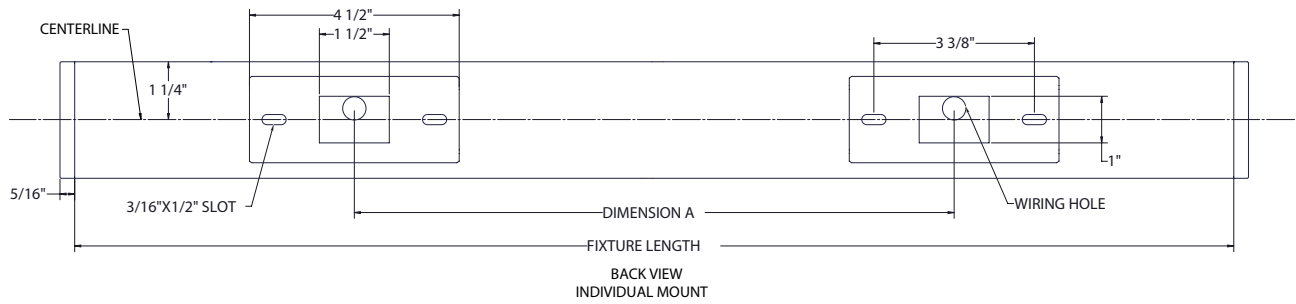 4 1/2"
CENTERLINE
1 1/2"
3 3/8"
1 1/4"
1"
5/16"
3/16"X1/2" SLOT
DIMENSION A
WIRING HOLE
FIXTURE LENGTH
BACK VIEW
INDIVIDUAL MOUNT